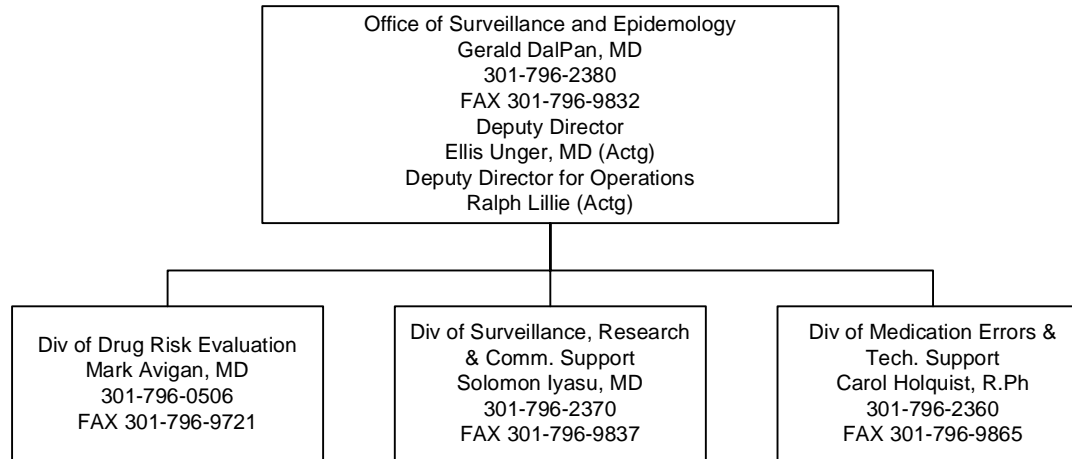 Office of Surveillance and Epidemology
Gerald DalPan, MD
301-796-2380
FAX 301-796-9832
Deputy Director
Ellis Unger, MD (Actg)
Deputy Director for Operations
Ralph Lillie (Actg)
Div of Drug Risk Evaluation
Mark Avigan, MD
301-796-0506
FAX 301-796-9721
Div of Surveillance, Research
& Comm. Support
Solomon Iyasu, MD
301-796-2370
FAX 301-796-9837
Div of Medication Errors &
Tech. Support
Carol Holquist, R.Ph
301-796-2360
FAX 301-796-9865